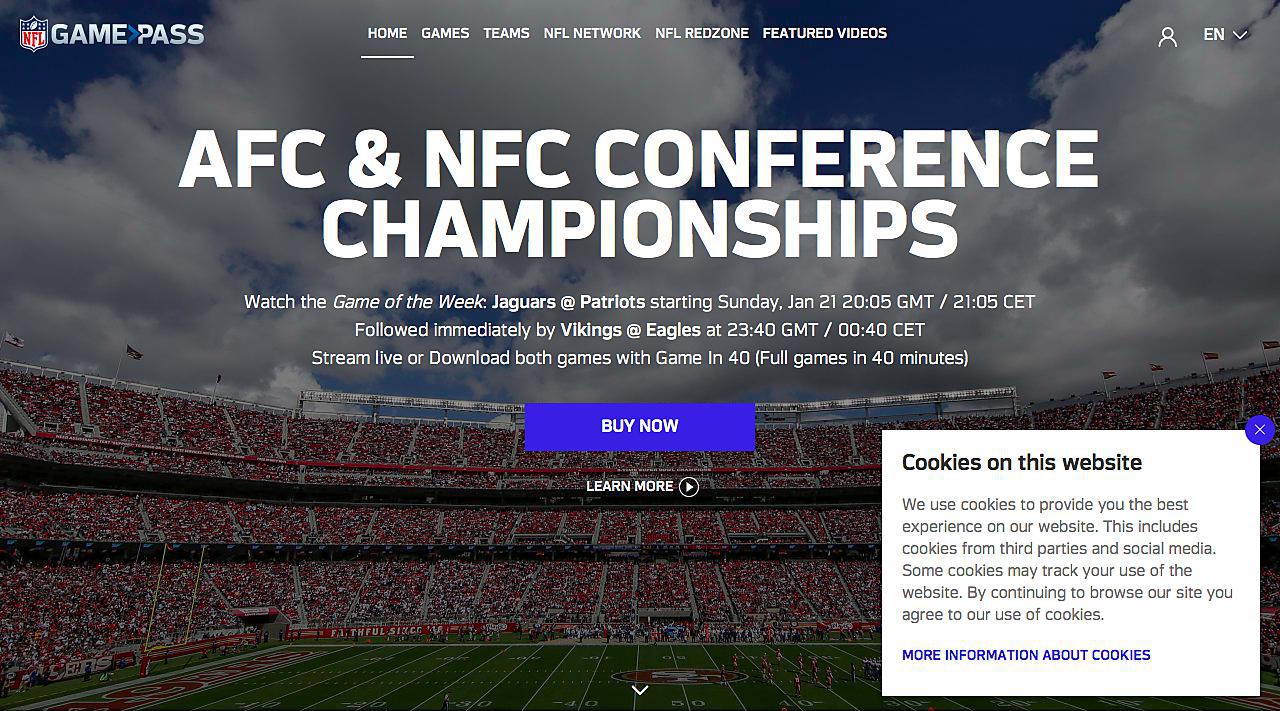 NFL GAME PASS
HOME GAMES TEAMS NFL NETWORK NFL REDZONE FEATURED VIDEOS
EN
AFC & NFC CONFERENCE
CHAMPIONSHIPS
Watch the Game of the Week: Jaguars @ Patriots starting Sunday, Jan 21 20:05 GMT / 21:05 CET
Followed immediately by Vikings @ Eagles at 23:40 GMT / 00:40 CET
Stream live or Download both games with Game In 40 (Full games in 40 minutes)
BUY NOW
LEARN MORE
Cookies on this website
We use cookies to provide you the best
experience on our website. This includes
cookies from third parties and social media.
Some cookies may track your use of the
website. By continuing to browse our site you
agree to our use of cookies.
MORE INFORMATION ABOUT COOKIES
FAITHFUL SINCE